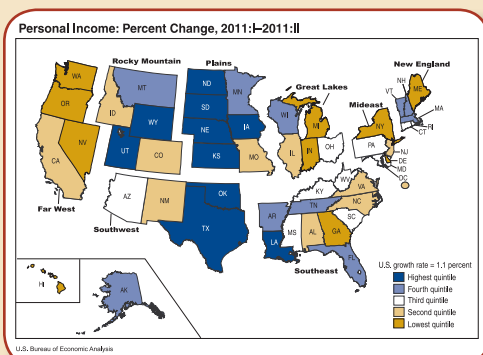 Personal Income: Percent Change, 2011:I–2011:II
Rocky Mountain
Plains
New England
Great Lakes
Mideast
Far West
Southwest
Southeast
WA
OR
CA
NV
ID
MT
WY
UT
CO
AZ
NM
ND
SD
NE
KS
OK
TX
MN
IA
MO
AR
LA
WI
IL
MI
IN
OH
KY
TN
MS
AL
GA
FL
SC
NC
VA
WV
PA
NY
VT
NH
ME
MA
RI
CT
NJ
DE
MD
DC
HI
AK
U.S. growth rate = 1.1 percent
Highest quintile
Fourth quintile
Third quintile
Second quintile
Lowest quintile
U.S. Bureau of Economic Analysis